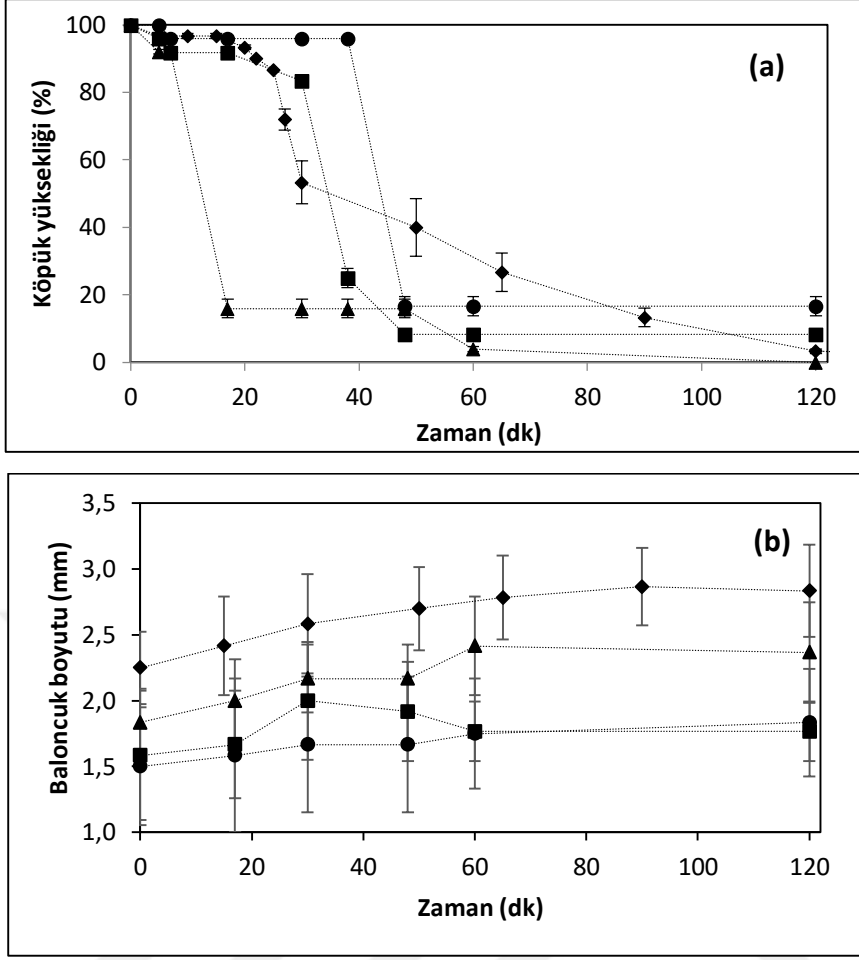 (a)
Köpük yüksekliği (%)
100
80
60
40
20
0
0 20 40 60 80 100 120
Zaman (dk)
(b)
Baloncuk boyutu (mm)
3,5
3,0
2,5
2,0
1,5
1,0
0 20 40 60 80 100 120
Zaman (dk)